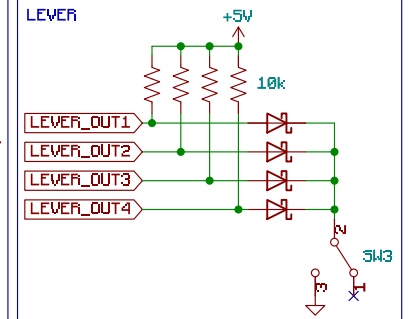 LEVER
+5V
10k
LEVER_OUT1
LEVER_OUT2
LEVER_OUT3
LEVER_OUT4
2
SW3
3
1